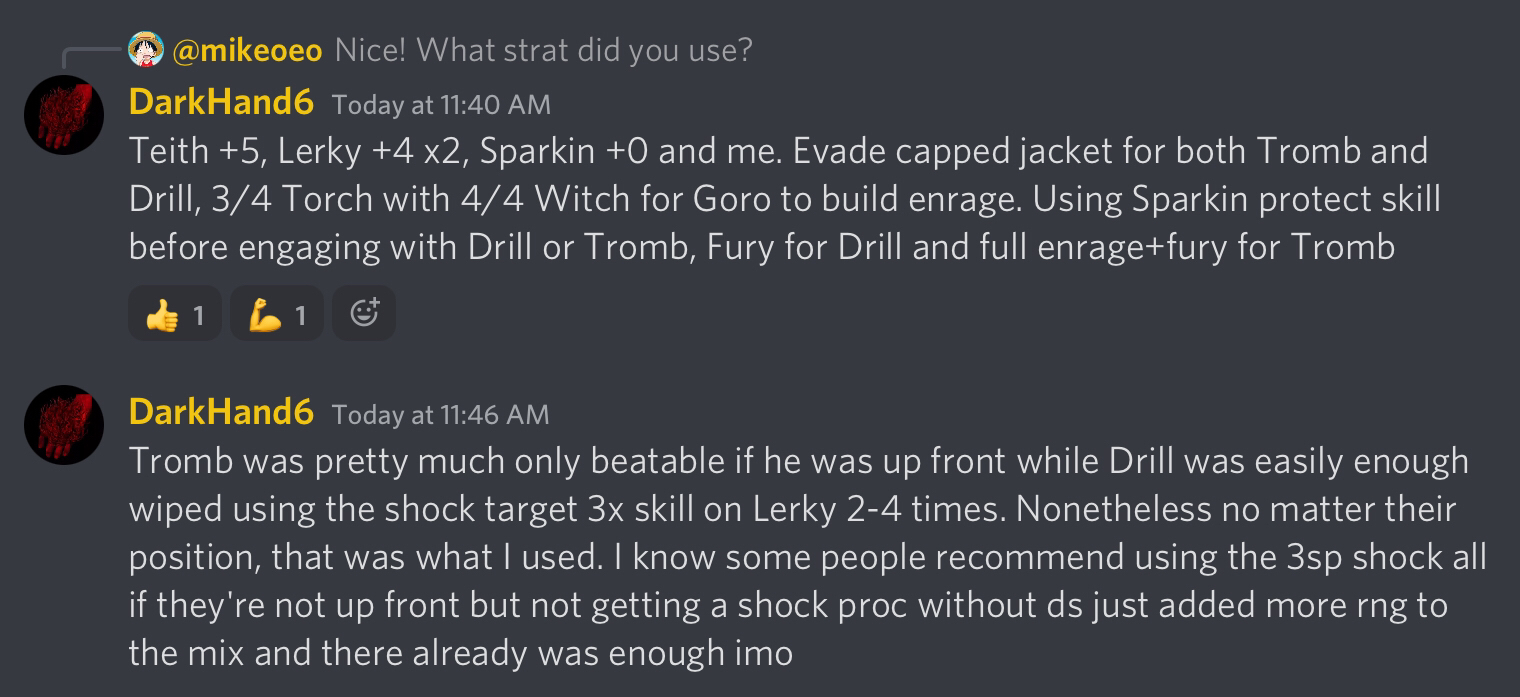 @mikeoeo Nice! What strat did you use?
DarkHand6 Today at 11:40 AM
Teith +5, Lerky +4 x2, Sparkin +0 and me. Evade capped jacket for both Tromb and
Drill, 3/4 Torch with 4/4 Witch for Goro to build enrage. Using Sparkin protect skill
before engaging with Drill or Tromb, Fury for Drill and full enrage+fury for Tromb
👍 1 💪 1
DarkHand6 Today at 11:46 AM
Tromb was pretty much only beatable if he was up front while Drill was easily enough
wiped using the shock target 3x skill on Lerky 2-4 times. Nonetheless no matter their
position, that was what I used. I know some people recommend using the 3sp shock all
if they're not up front but not getting a shock proc without ds just added more rng to
the mix and there already was enough imo